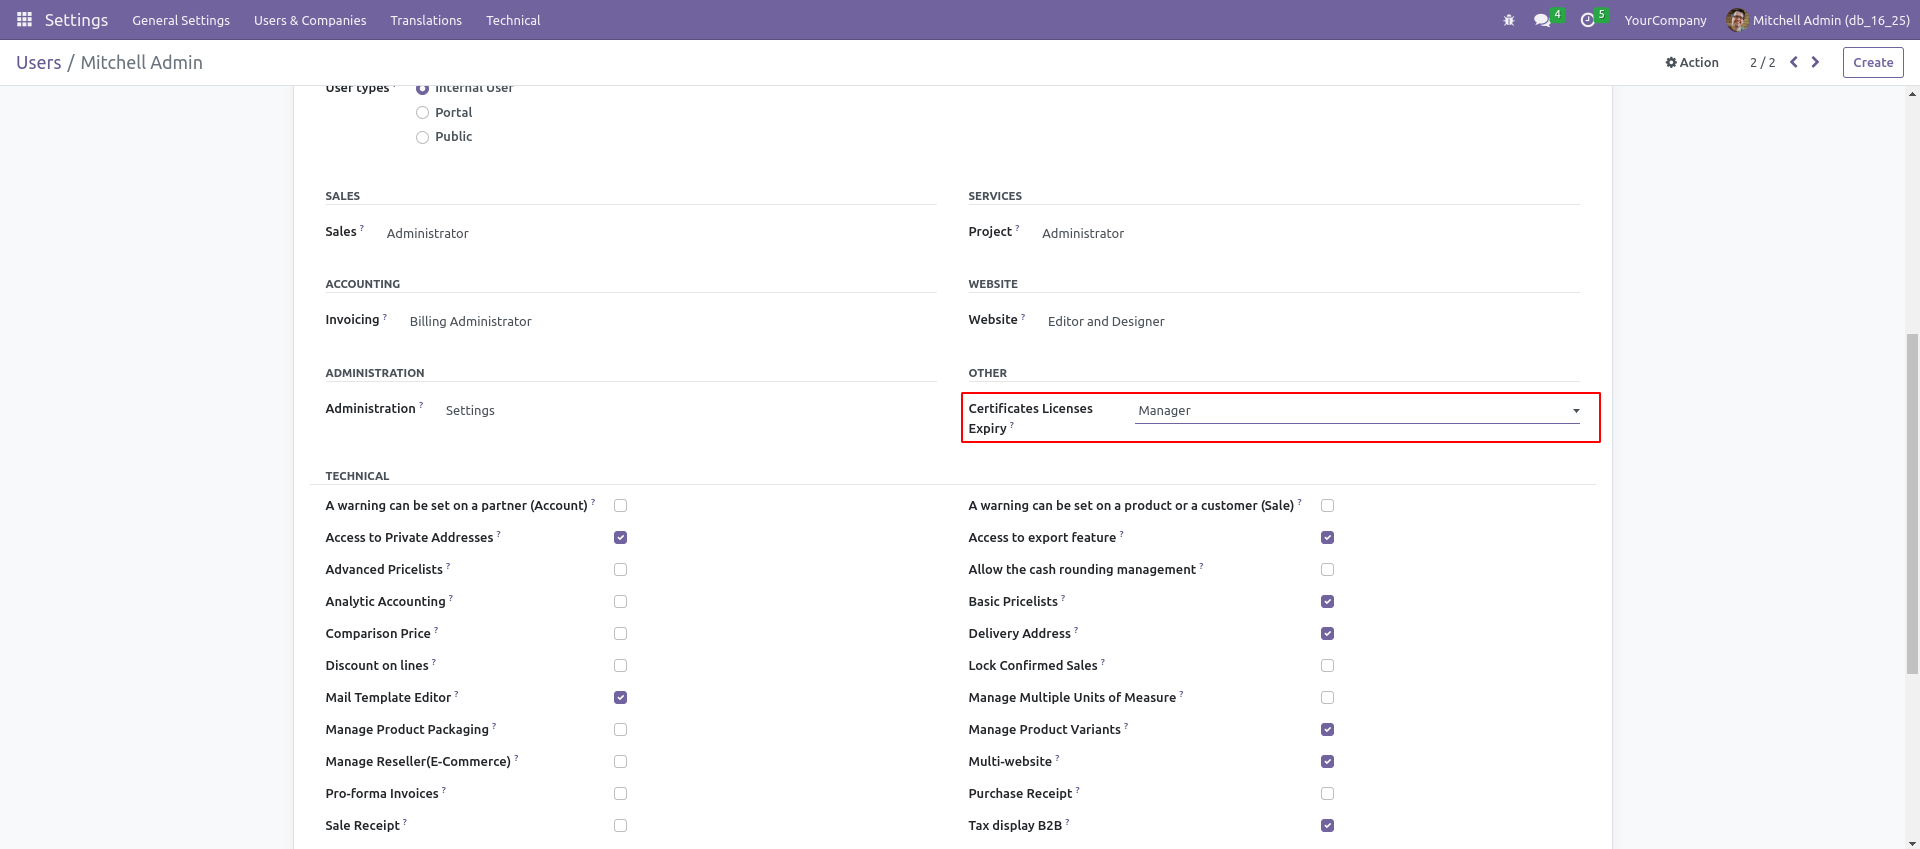 Settings General Settings Users & Companies Translations Technical 4 5 YourCompany Mitchell Admin (db_16_25)
Users / Mitchell Admin Action 2 / 2 Create
User types Internal User
Portal
Public
SALES SERVICES
Sales ? Administrator Project ? Administrator
ACCOUNTING WEBSITE
Invoicing ? Billing Administrator Website ? Editor and Designer
ADMINISTRATION OTHER
Administration ? Settings Certificates Licenses Manager
Expiry ?
TECHNICAL
A warning can be set on a partner (Account) ? A warning can be set on a product or a customer (Sale) ?
Access to Private Addresses ? Access to export feature ?
Advanced Pricelists ? Allow the cash rounding management ?
Analytic Accounting ? Basic Pricelists ?
Comparison Price ? Delivery Address ?
Discount on lines ? Lock Confirmed Sales ?
Mail Template Editor ? Manage Multiple Units of Measure ?
Manage Product Packaging ? Manage Product Variants ?
Manage Reseller(E-Commerce) ? Multi-website ?
Pro-forma Invoices ? Purchase Receipt ?
Sale Receipt ? Tax display B2B ?